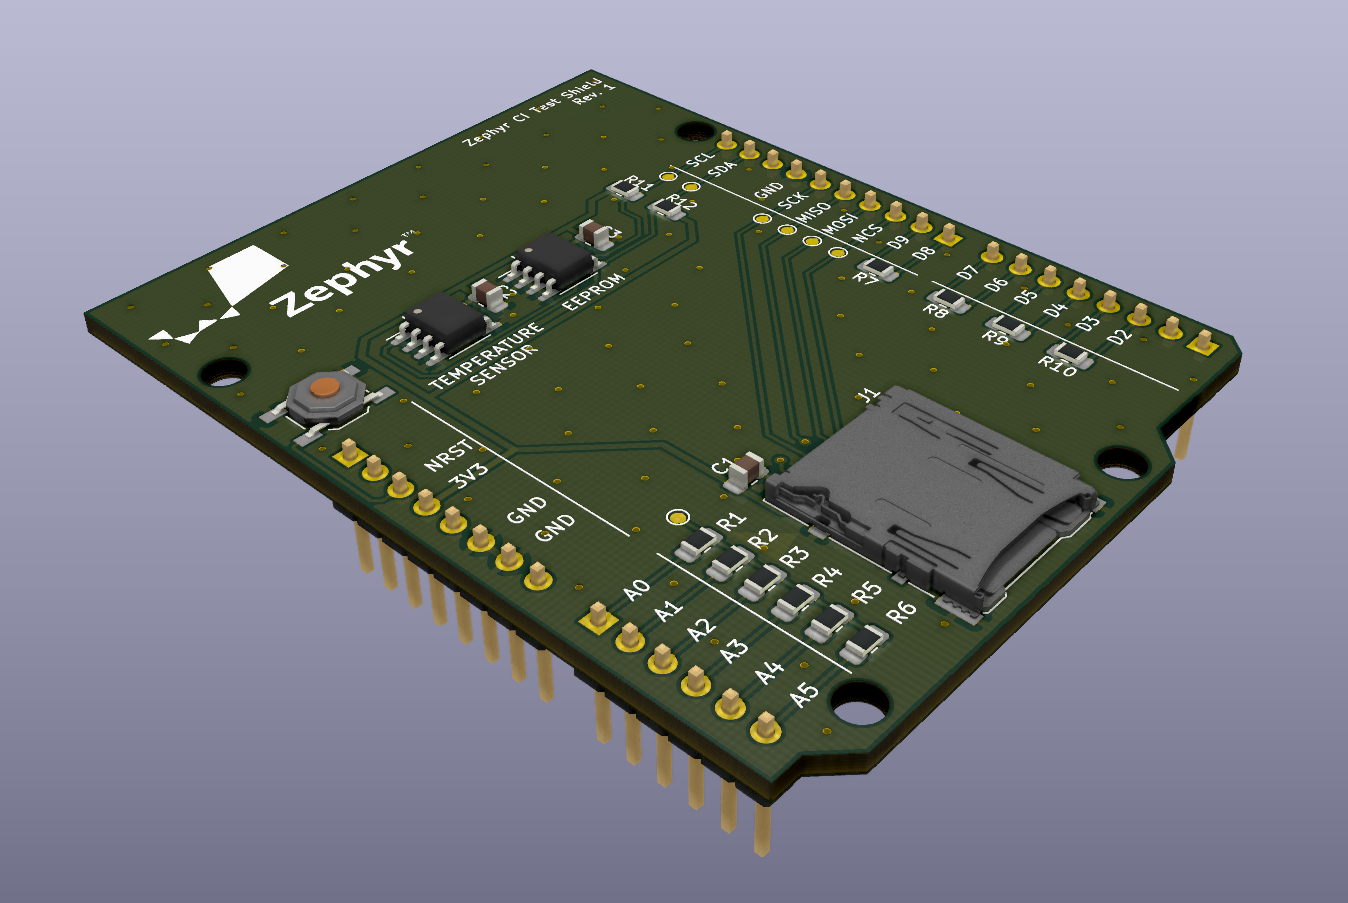 Zephyr CI Test Shield
Rev. 1
Zephyr™
SCL
SDA
GND
SCK
MISO
MOSI
NCS
D9
D8
D7
D6
D5
D4
D3
D2
R11
R12
R7
R8
R9
R10
EEPROM
TEMPERATURE
SENSOR
J1
C1
NRST
3V3
GND
GND
R1
R2
R3
R4
R5
R6
A0
A1
A2
A3
A4
A5